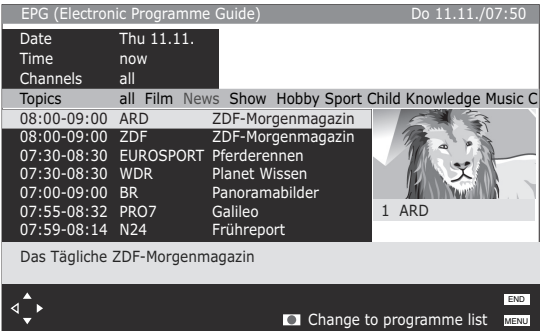 EPG (Electronic Programme Guide) Do 11.11./07:50
Date Thu 11.11.
Time now
Channels all
Topics all Film News Show Hobby Sport Child Knowledge Music C
08:00-09:00 ARD ZDF-Morgenmagazin
08:00-09:00 ZDF ZDF-Morgenmagazin
07:30-08:30 EUROSPORT Pferderennen
07:30-08:30 WDR Planet Wissen
07:00-09:00 BR Panoramabilder
07:55-08:32 PRO7 Galileo
1 ARD
07:59-08:14 N24 Frühreport
Das Tägliche ZDF-Morgenmagazin
END
Change to programme list MENU